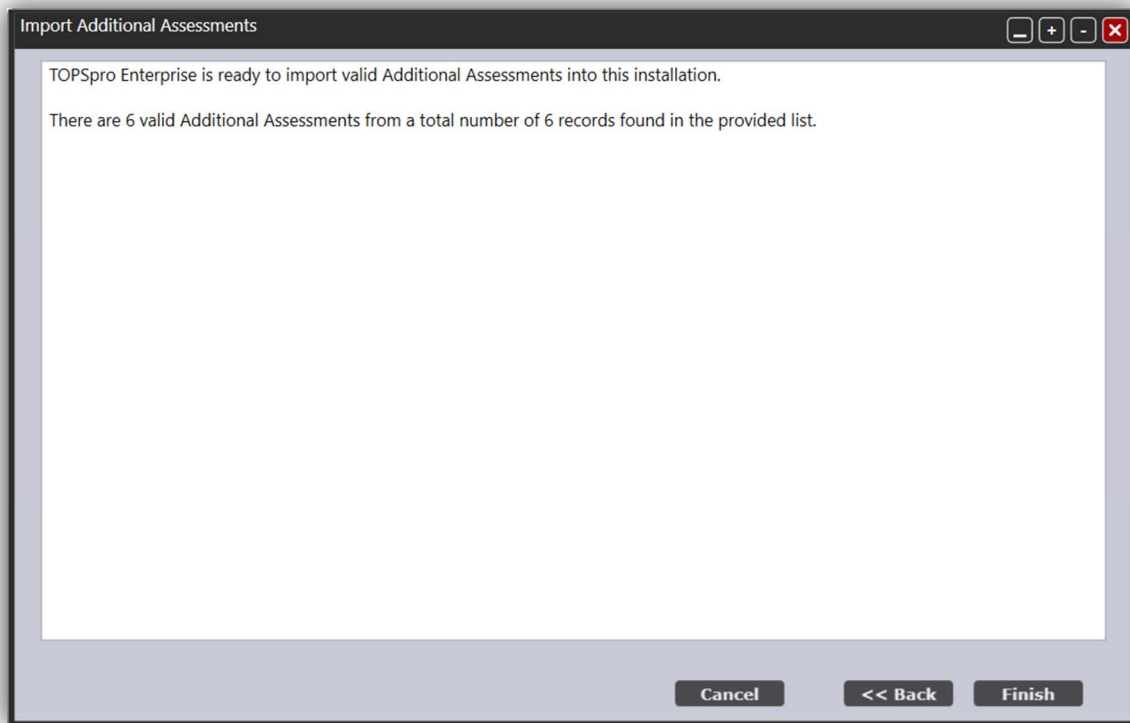 Import Additional Assessments
TOPSpro Enterprise is ready to import valid Additional Assessments into this installation.
There are 6 valid Additional Assessments from a total number of 6 records found in the provided list.
Cancel
<< Back
Finish